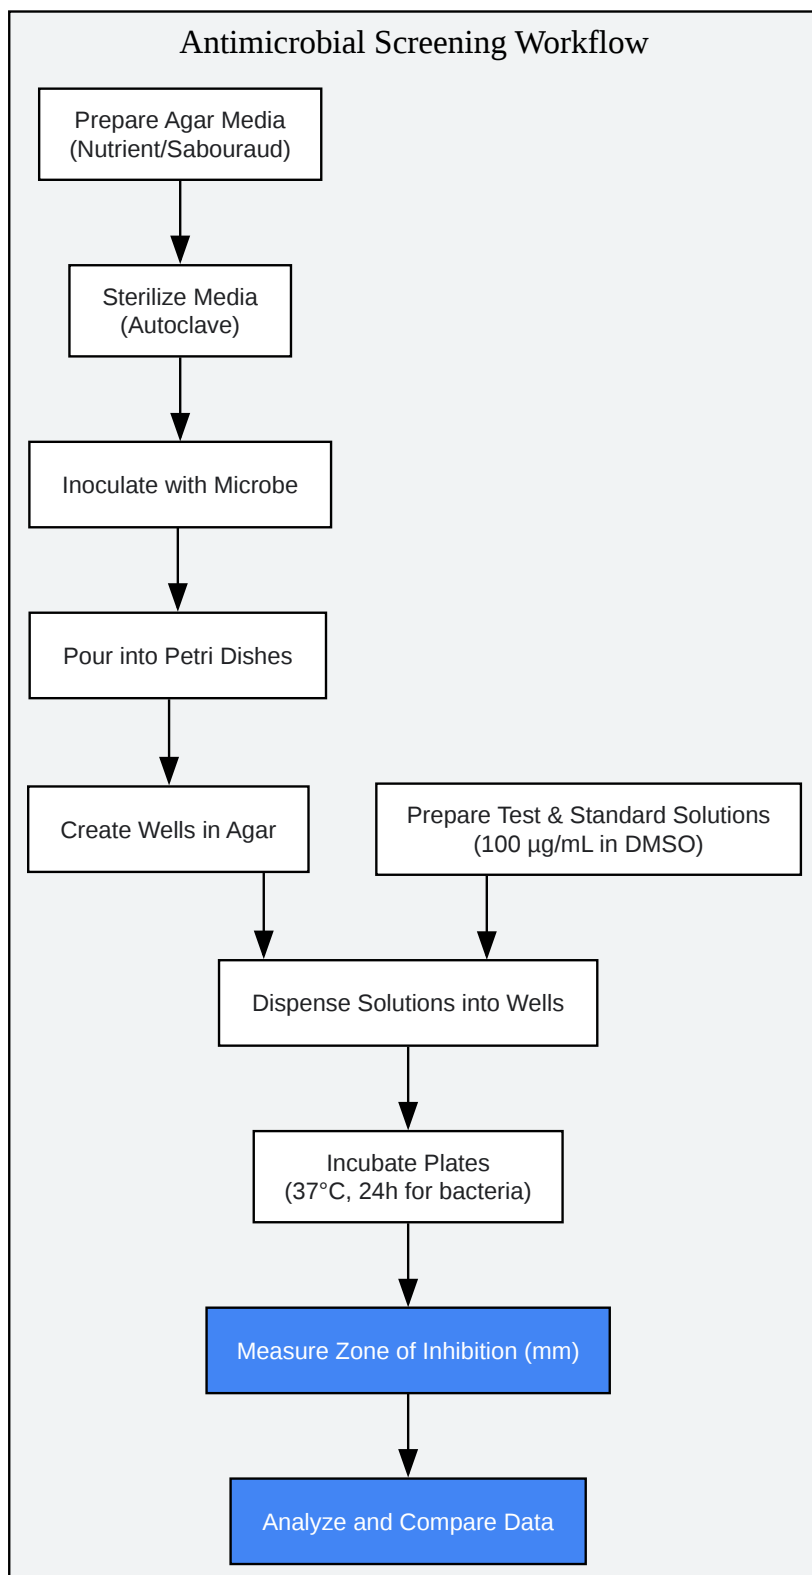 Antimicrobial Screening Workflow
Prepare Agar Media
(Nutrient/Sabouraud)
Sterilize Media
(Autoclave)
Inoculate with Microbe
Pour into Petri Dishes
Create Wells in Agar
Prepare Test & Standard Solutions
(100 µg/mL in DMSO)
Dispense Solutions into Wells
Incubate Plates
(37°C, 24h for bacteria)
Measure Zone of Inhibition (mm)
Analyze and Compare Data